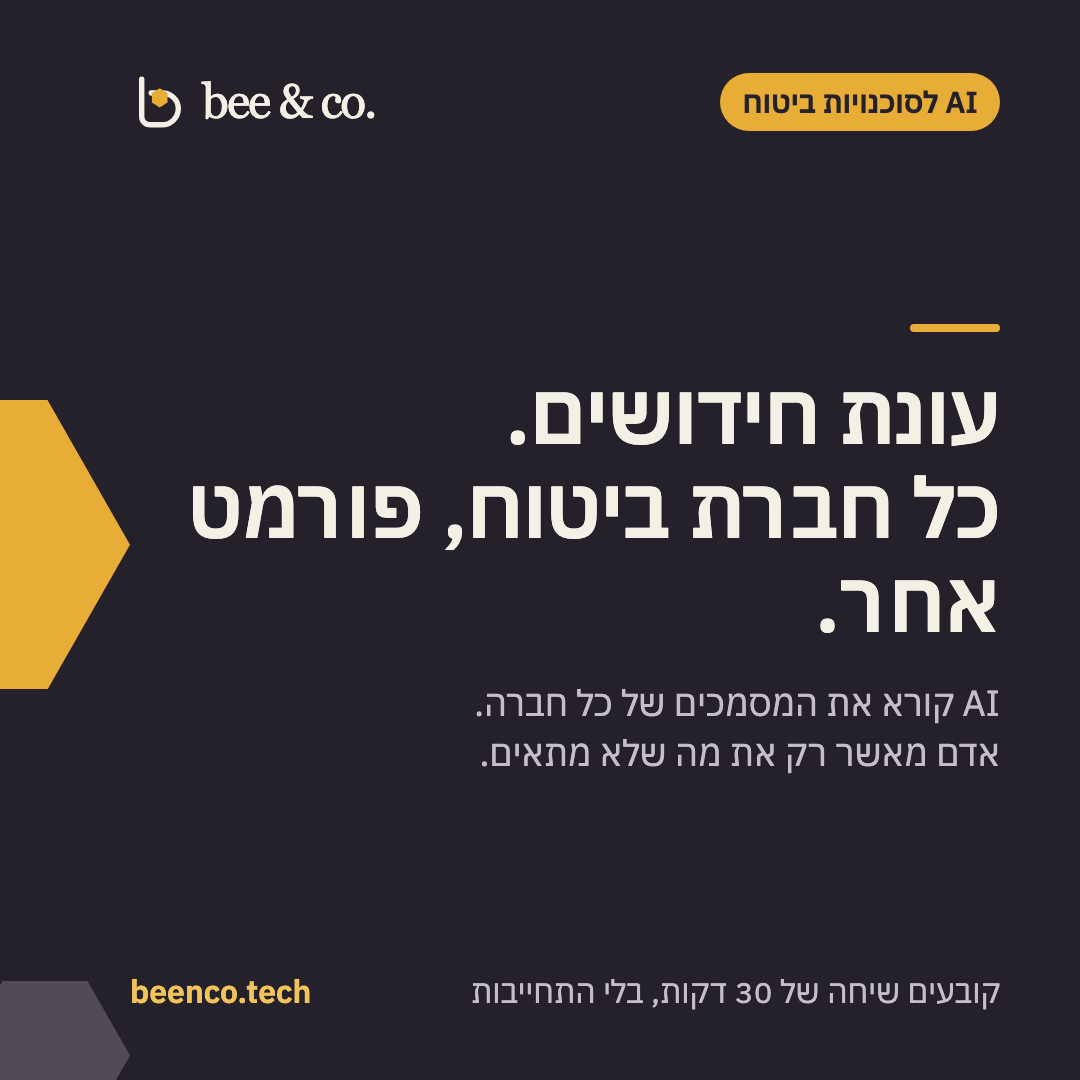 bee & co.
AI לסוכנויות ביטוח
עונת חידושים.
כל חברת ביטוח, פורמט
אחר.
AI קורא את המסמכים של כל חברה.
אדם מאשר רק את מה שלא מתאים.
קובעים שיחה של 30 דקות, בלי התחייבות
beenco.tech